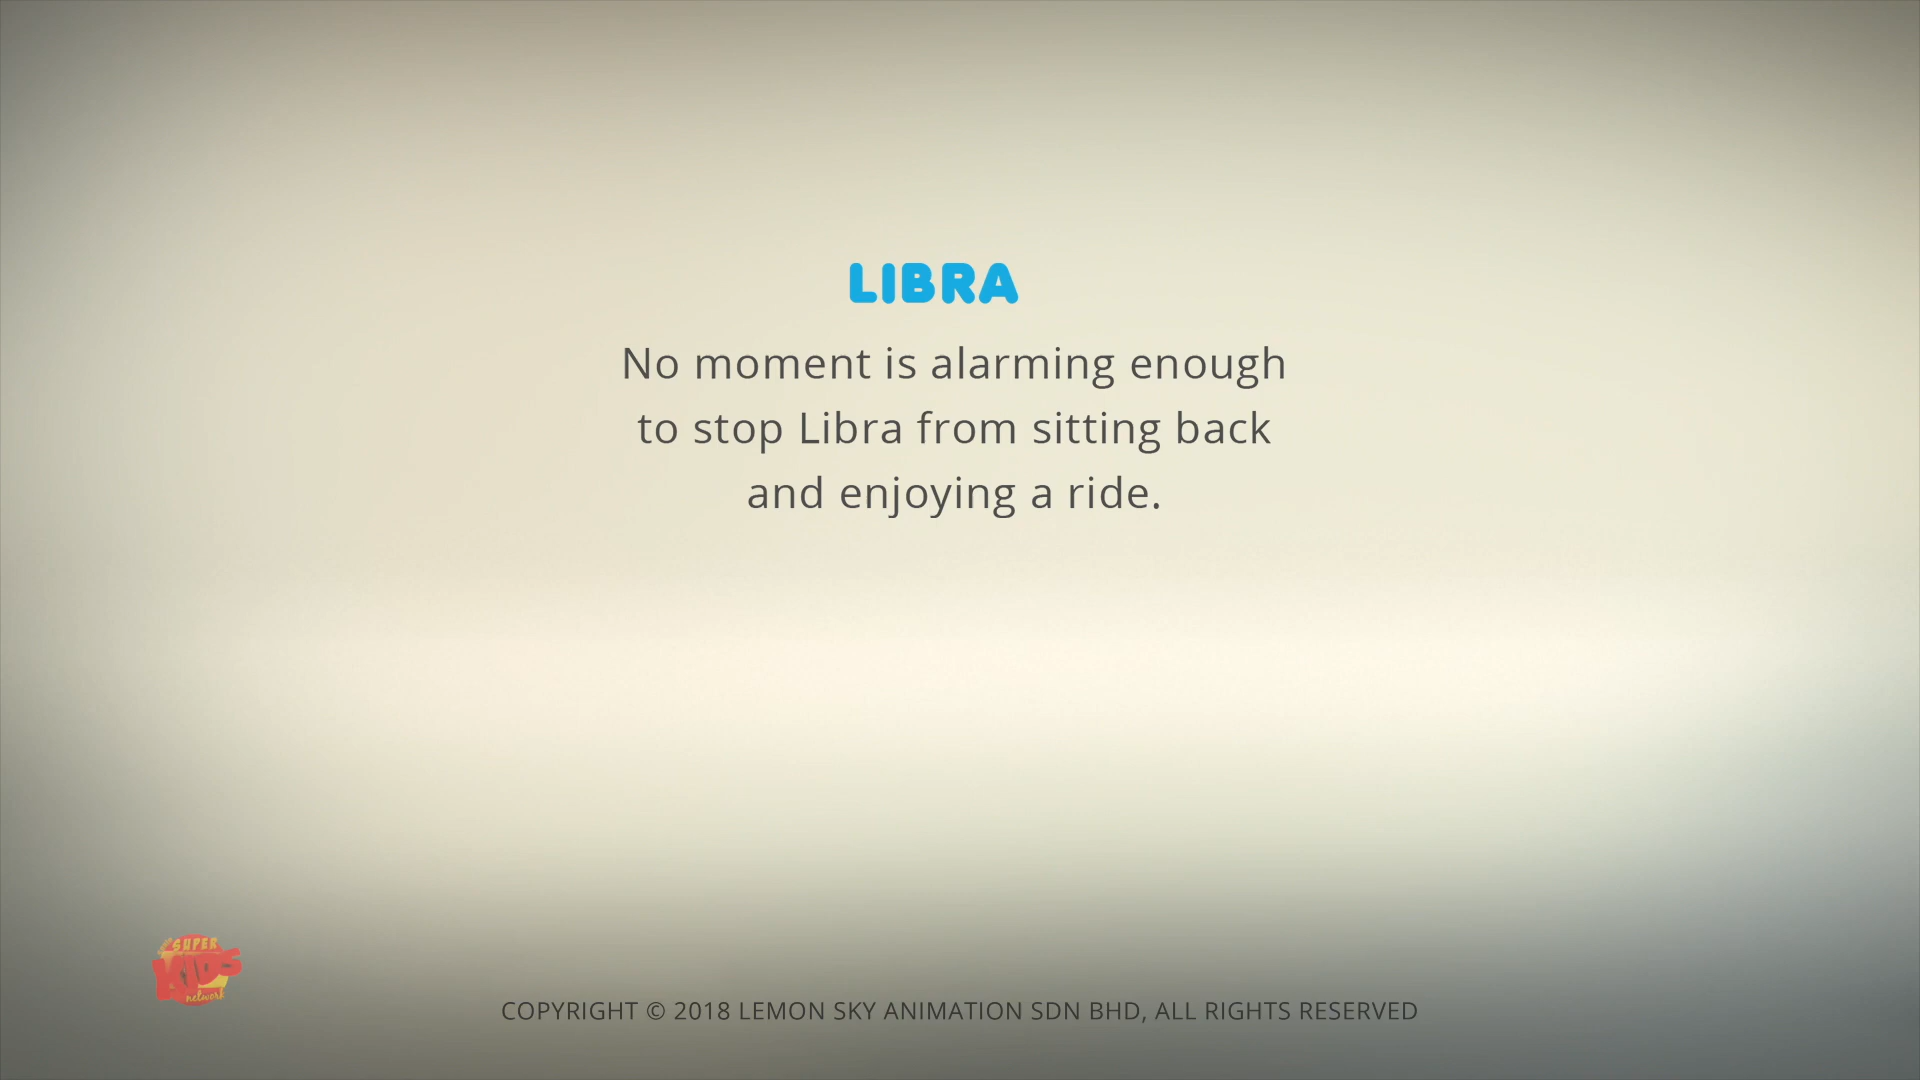 LIBRA
No moment is alarming enough
to stop Libra from sitting back
and enjoying a ride.
SUPER
KIDS
network
COPYRIGHT © 2018 LEMON SKY ANIMATION SDN BHD, ALL RIGHTS RESERVED